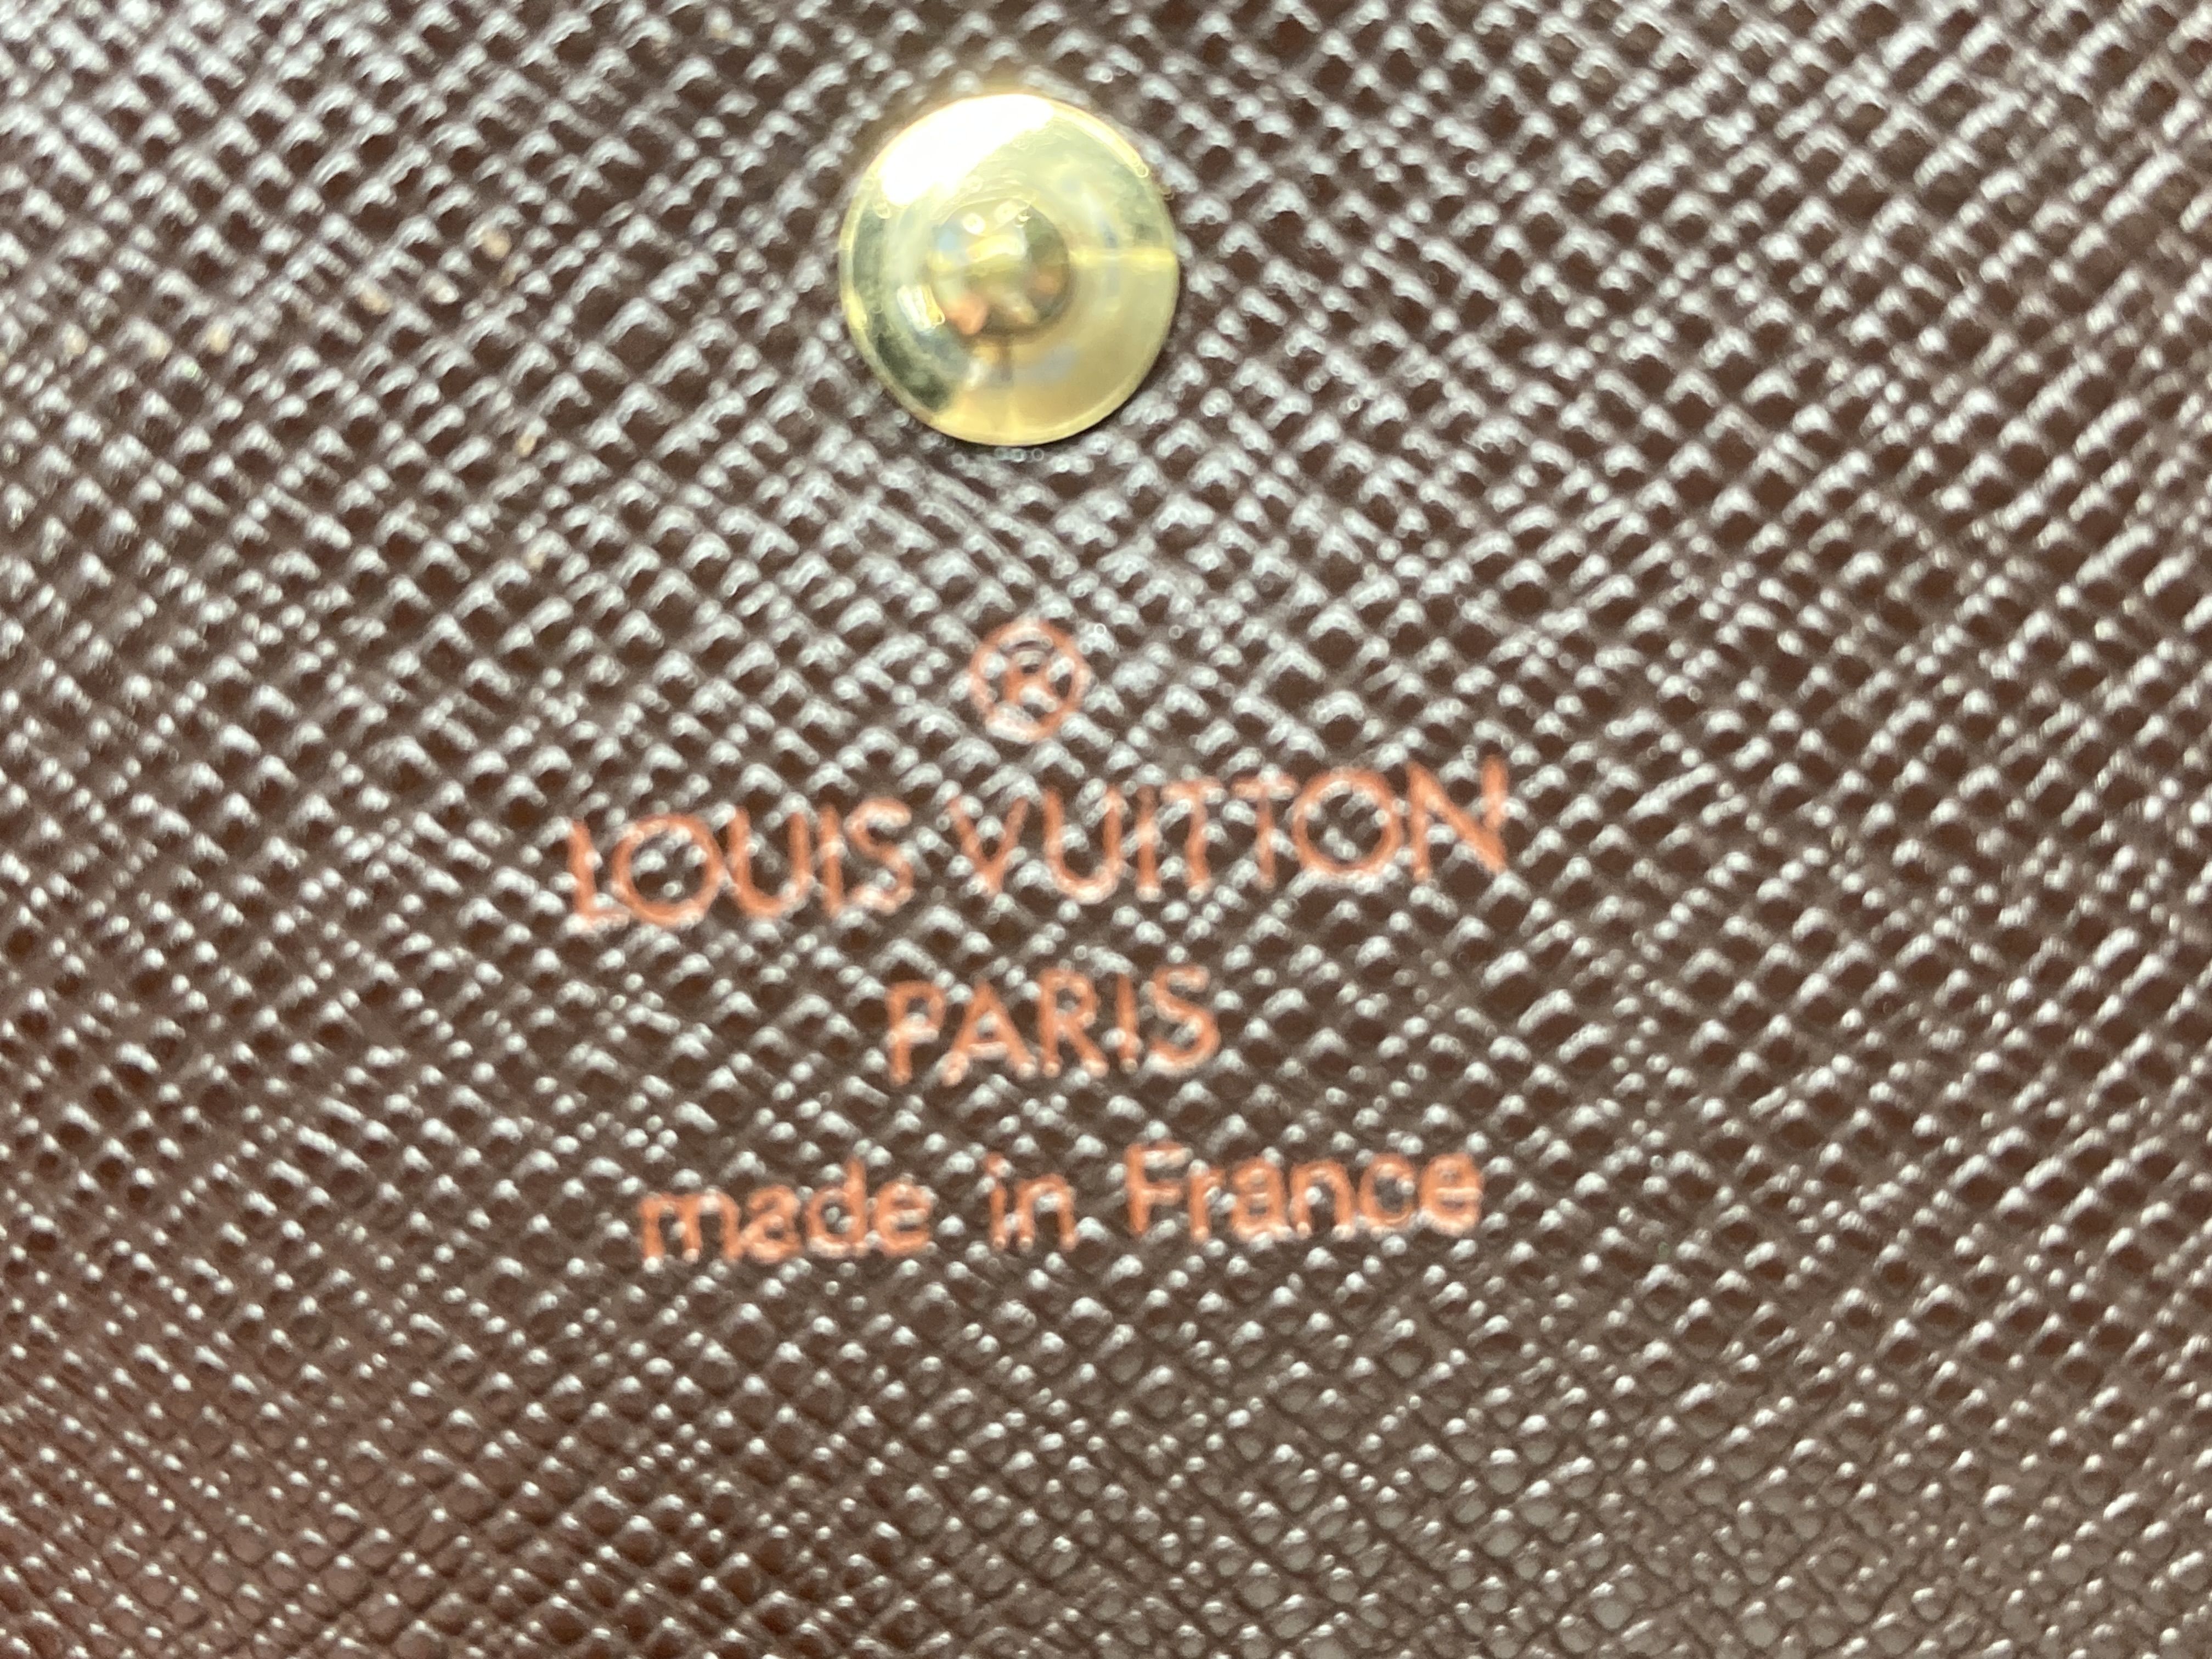 ®
LOUIS VUITTON
PARIS
made in France